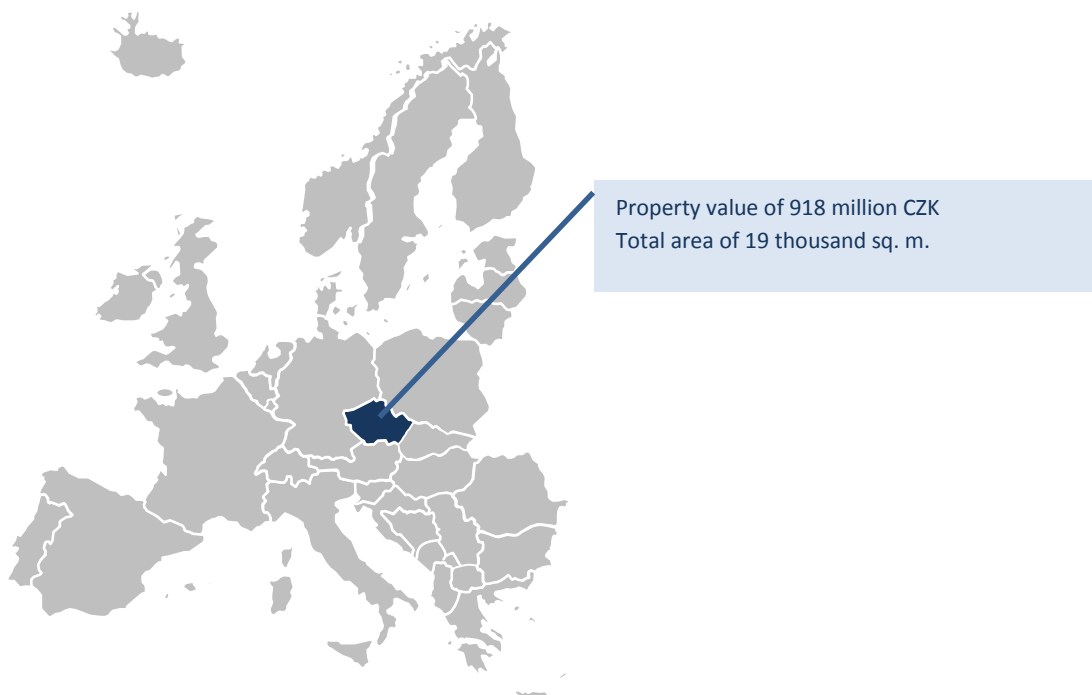 Property value of 918 million CZK
Total area of 19 thousand sq. m.